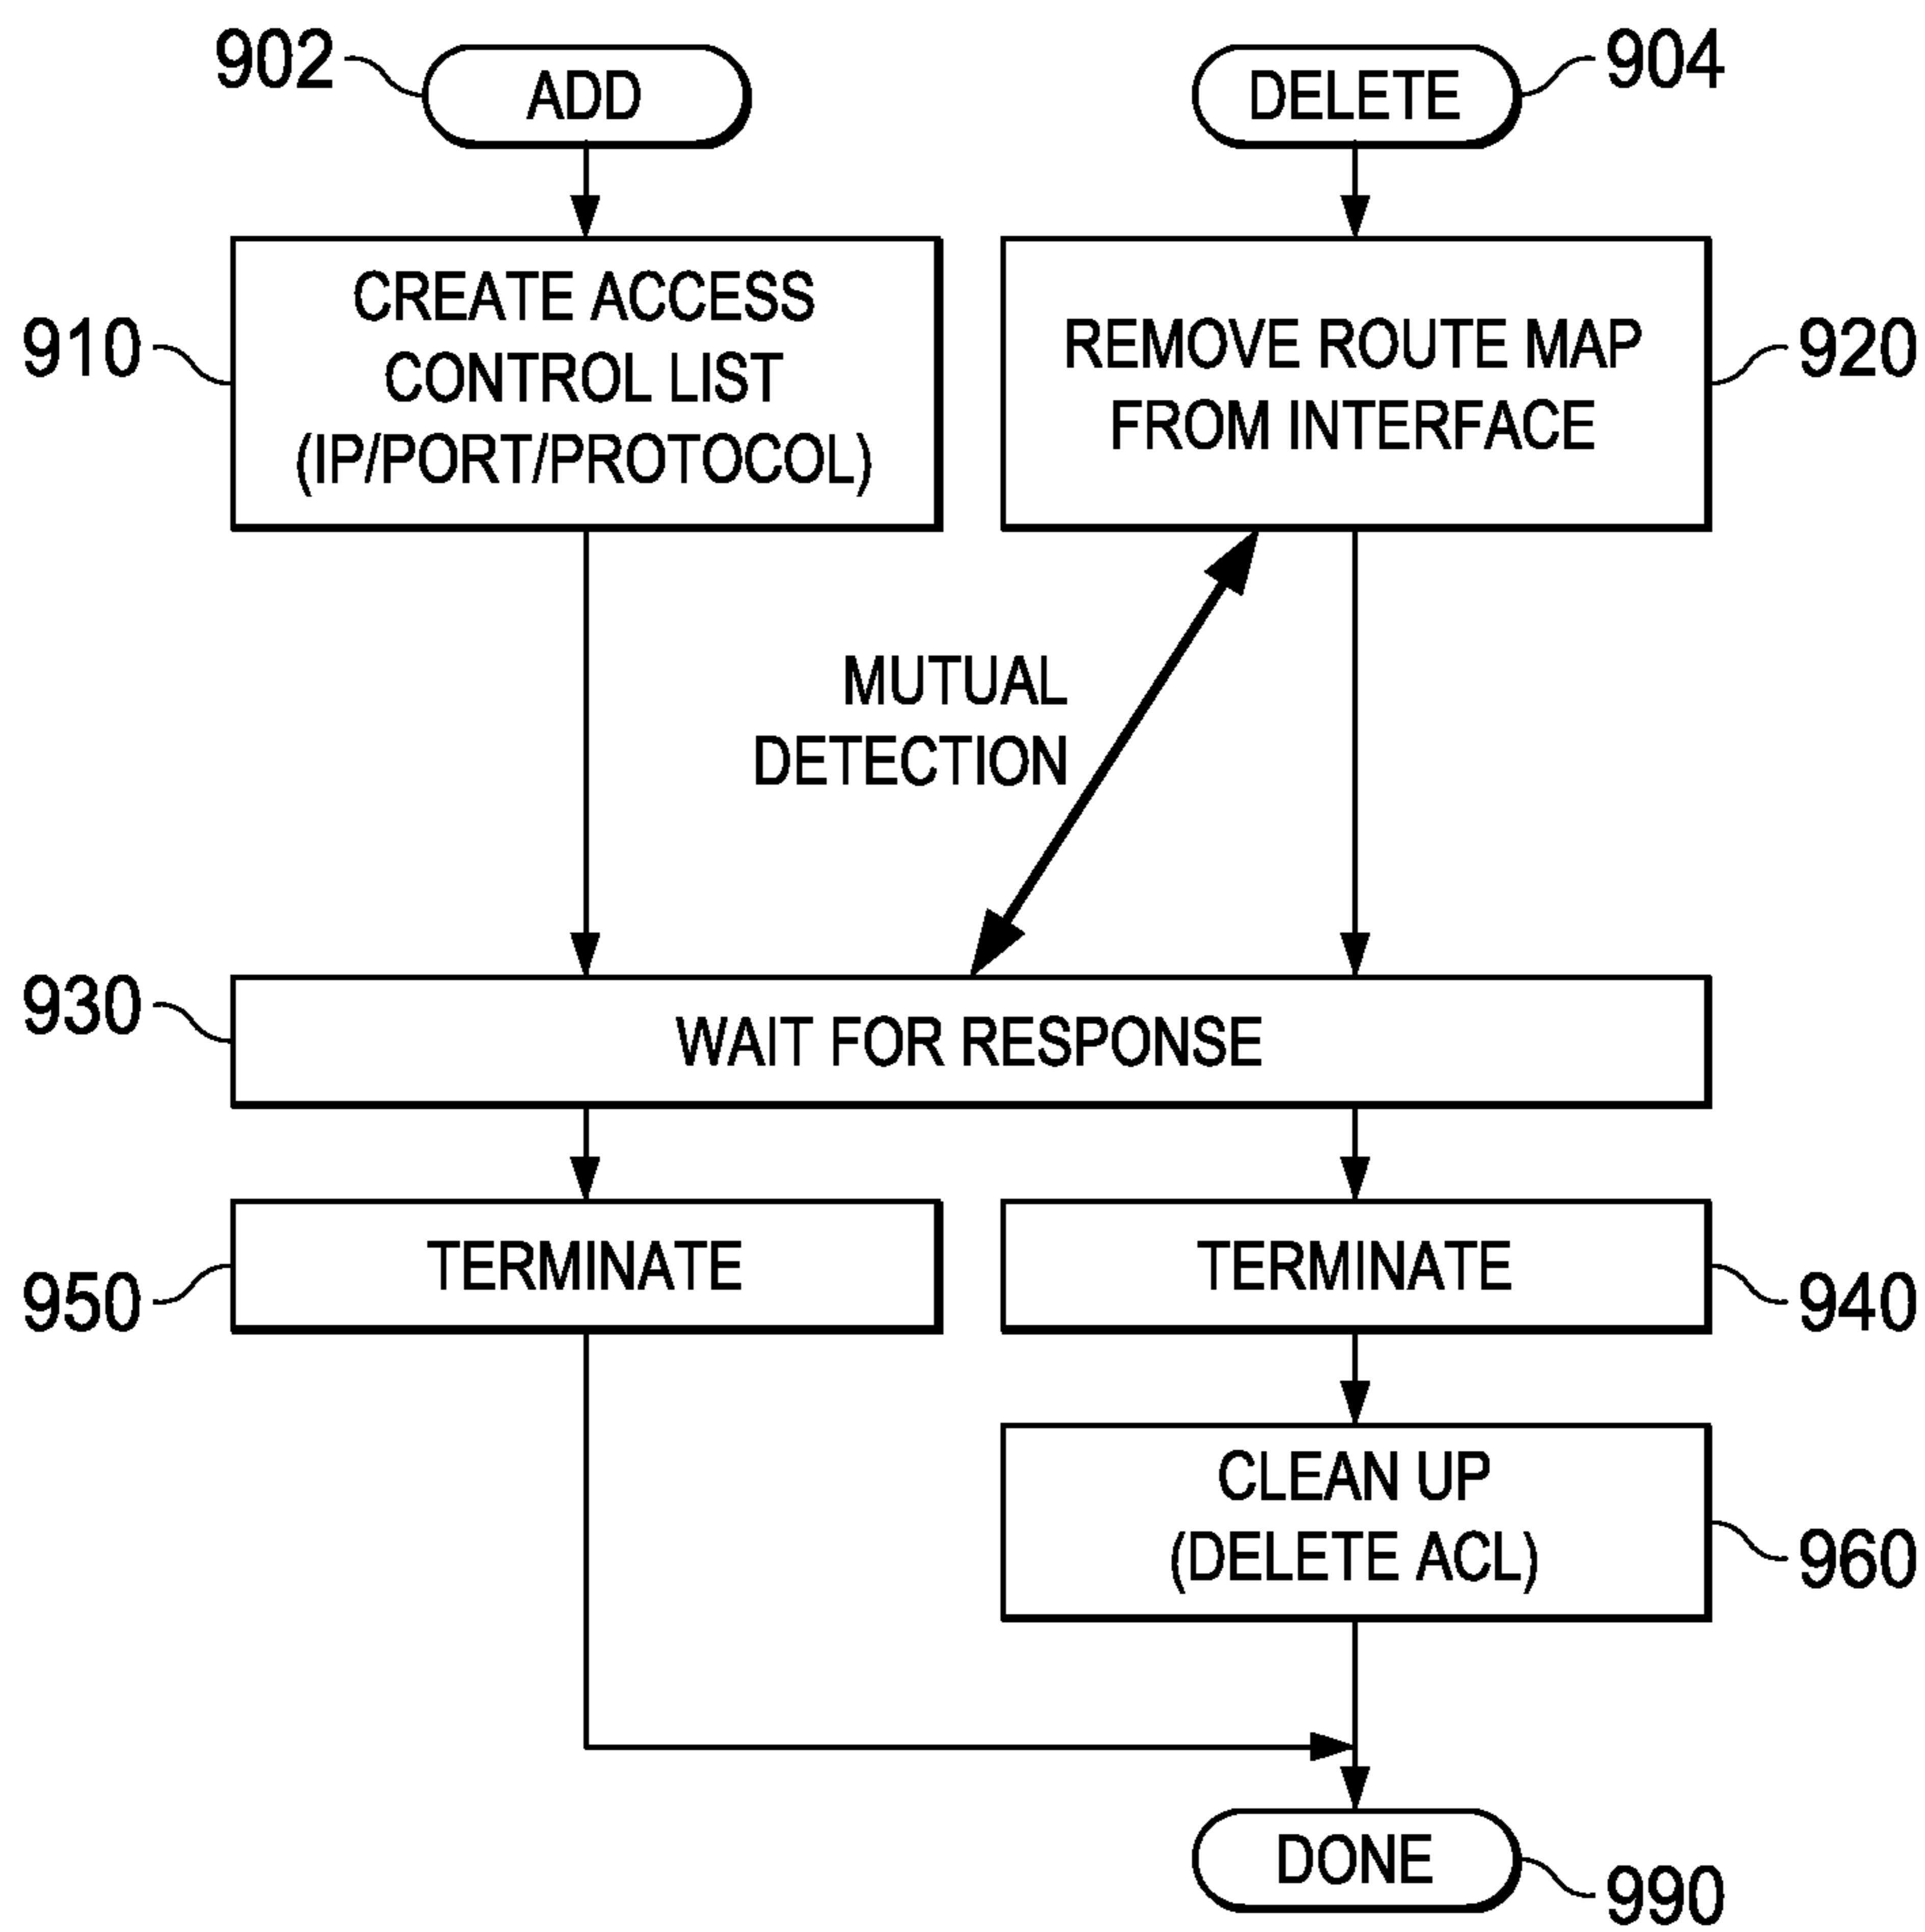 902
ADD
DELETE
904
910
CREATE ACCESS
CONTROL LIST
(IP/PORT/PROTOCOL)
REMOVE ROUTE MAP
FROM INTERFACE
920
MUTUAL
DETECTION
930
WAIT FOR RESPONSE
950
TERMINATE
TERMINATE
940
CLEAN UP
(DELETE ACL)
960
DONE
990